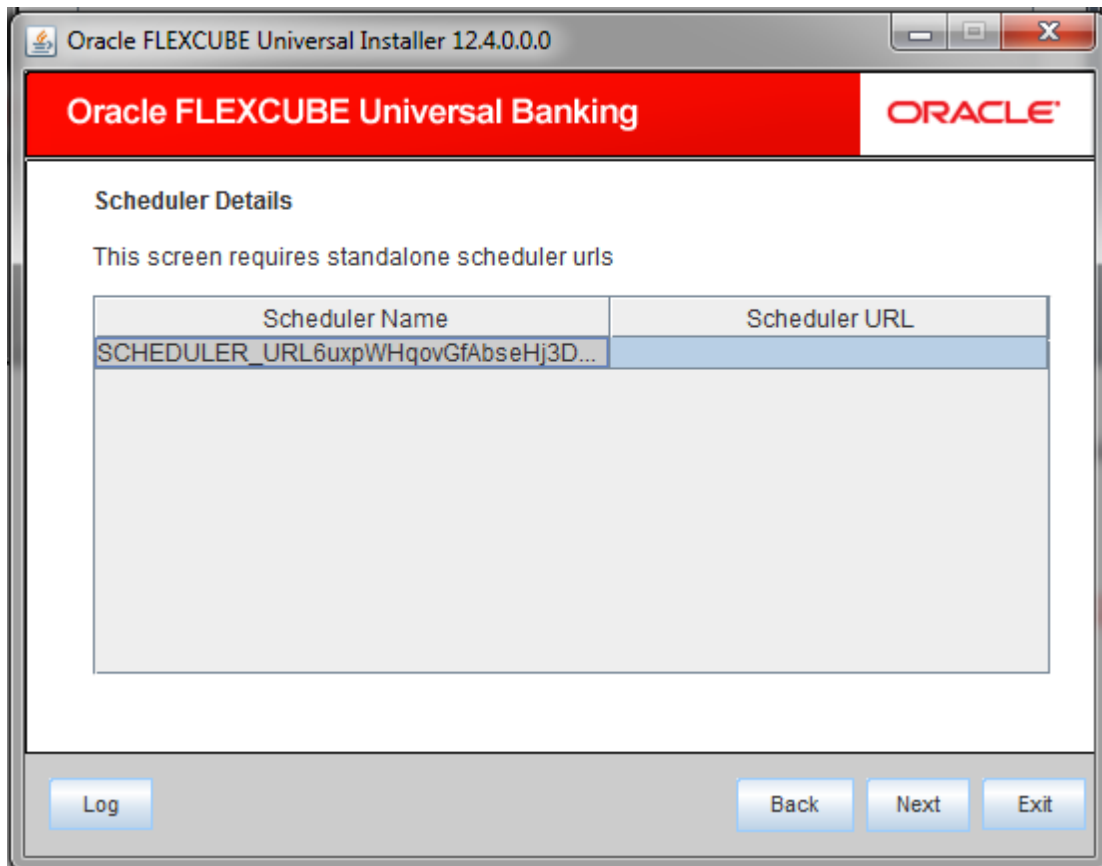 Oracle FLEXCUBE Universal Installer 12.4.0.0.0
Oracle FLEXCUBE Universal Banking
ORACLE
Scheduler Details
This screen requires standalone scheduler urls
Scheduler Name Scheduler URL
SCHEDULER_URL6uxpWHqovGfAbseHj3D...
Log Back Next Exit